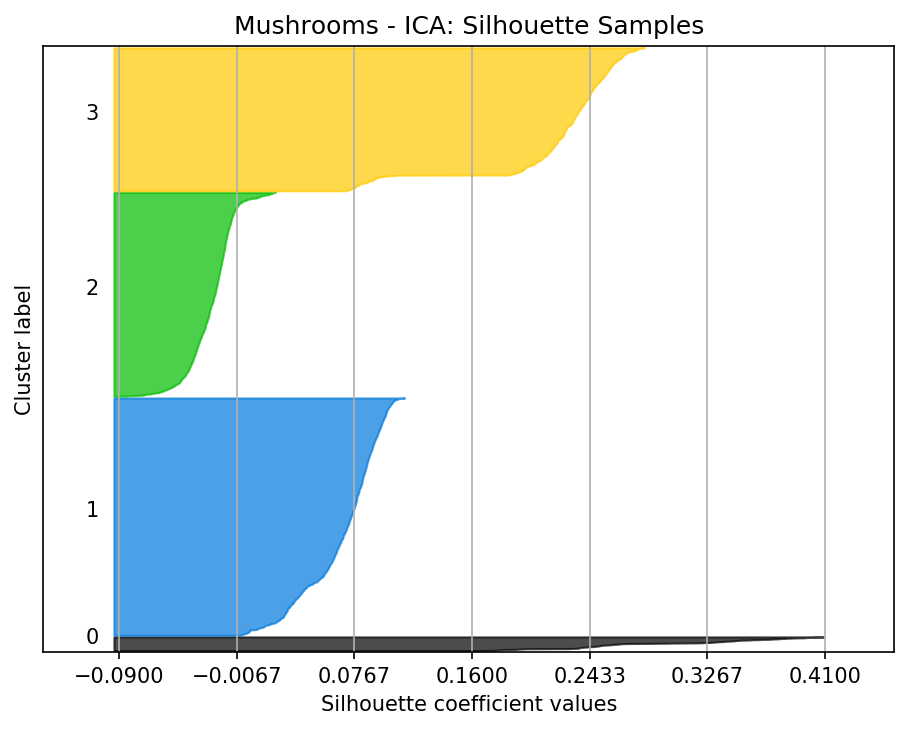 Mushrooms - ICA: Silhouette Samples
3
2
1
0
Cluster label
−0.0900 −0.0067 0.0767 0.1600 0.2433 0.3267 0.4100
Silhouette coefficient values